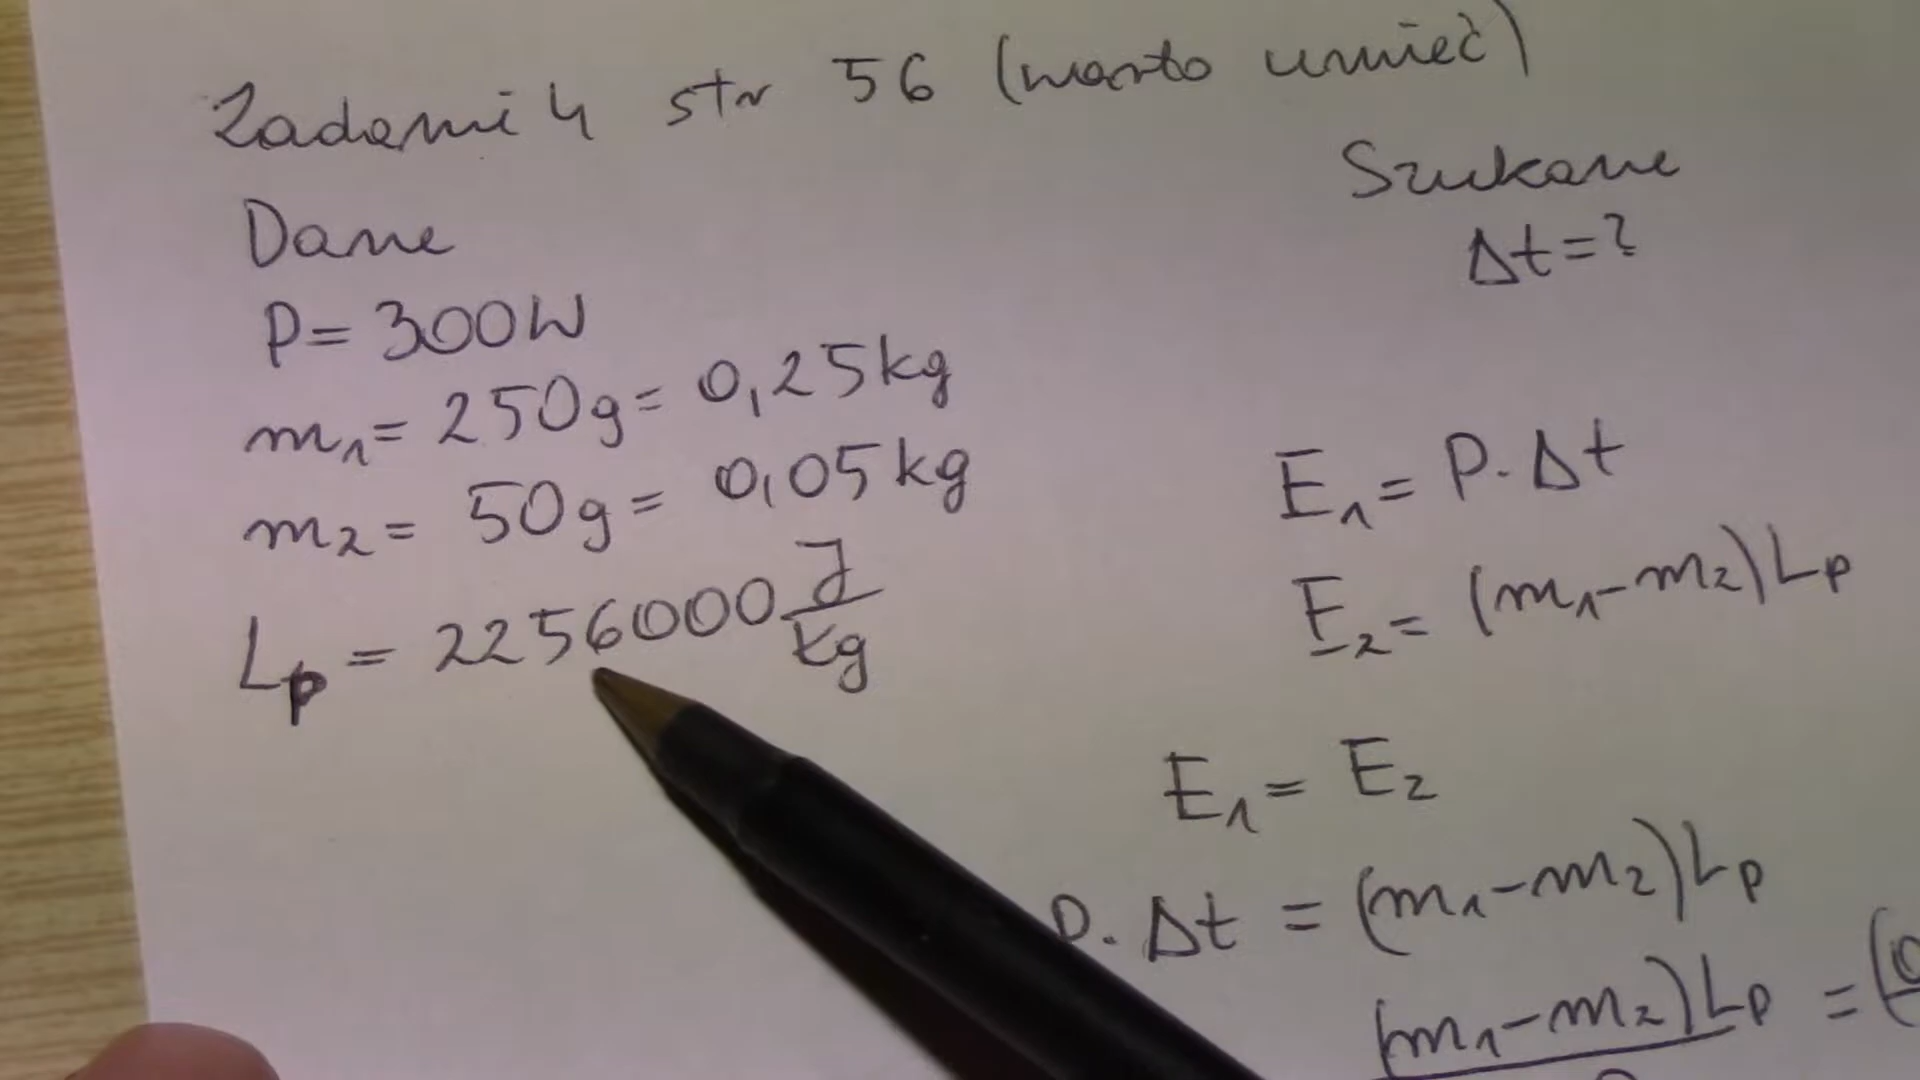 Zadanie 4 str 56 (warto umieć)
Szukane
Δt=?
Dane
P= 300W
m₁= 250g= 0,25kg
m₂= 50g= 0,05kg
Lp = 2256000 J/kg
E₁= P·Δt
E₂= (m₁-m₂)Lp
E₁= E₂
P·Δt = (m₁-m₂)Lp
(m₁-m₂)Lp = (0